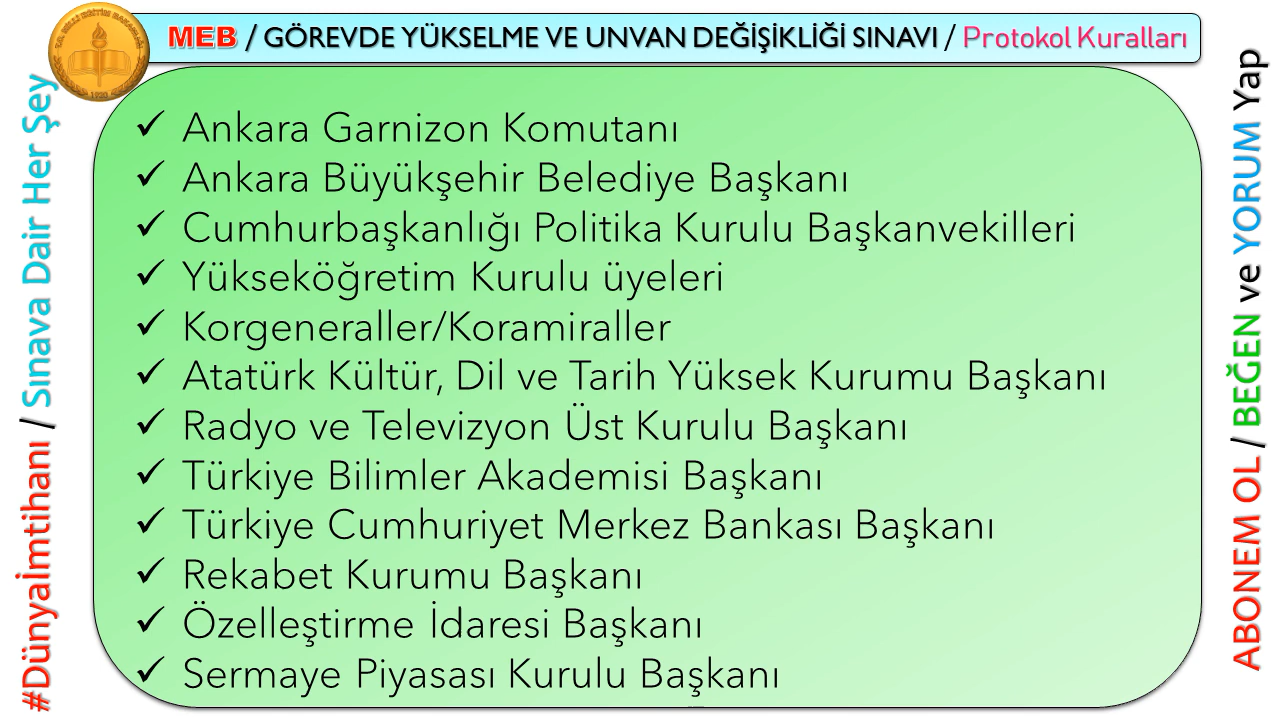 MEB / GÖREVDE YÜKSELME VE UNVAN DEĞİŞİKLİĞİ SINAVI / Protokol Kuralları
#Dünyaİmtihanı / Sınava Dair Her Şey
✓ Ankara Garnizon Komutanı
✓ Ankara Büyükşehir Belediye Başkanı
✓ Cumhurbaşkanlığı Politika Kurulu Başkanvekilleri
✓ Yükseköğretim Kurulu üyeleri
✓ Korgeneraller/Koramiraller
✓ Atatürk Kültür, Dil ve Tarih Yüksek Kurumu Başkanı
✓ Radyo ve Televizyon Üst Kurulu Başkanı
✓ Türkiye Bilimler Akademisi Başkanı
✓ Türkiye Cumhuriyet Merkez Bankası Başkanı
✓ Rekabet Kurumu Başkanı
✓ Özelleştirme İdaresi Başkanı
✓ Sermaye Piyasası Kurulu Başkanı
ABONEM OL / BEĞEN ve YORUM Yap